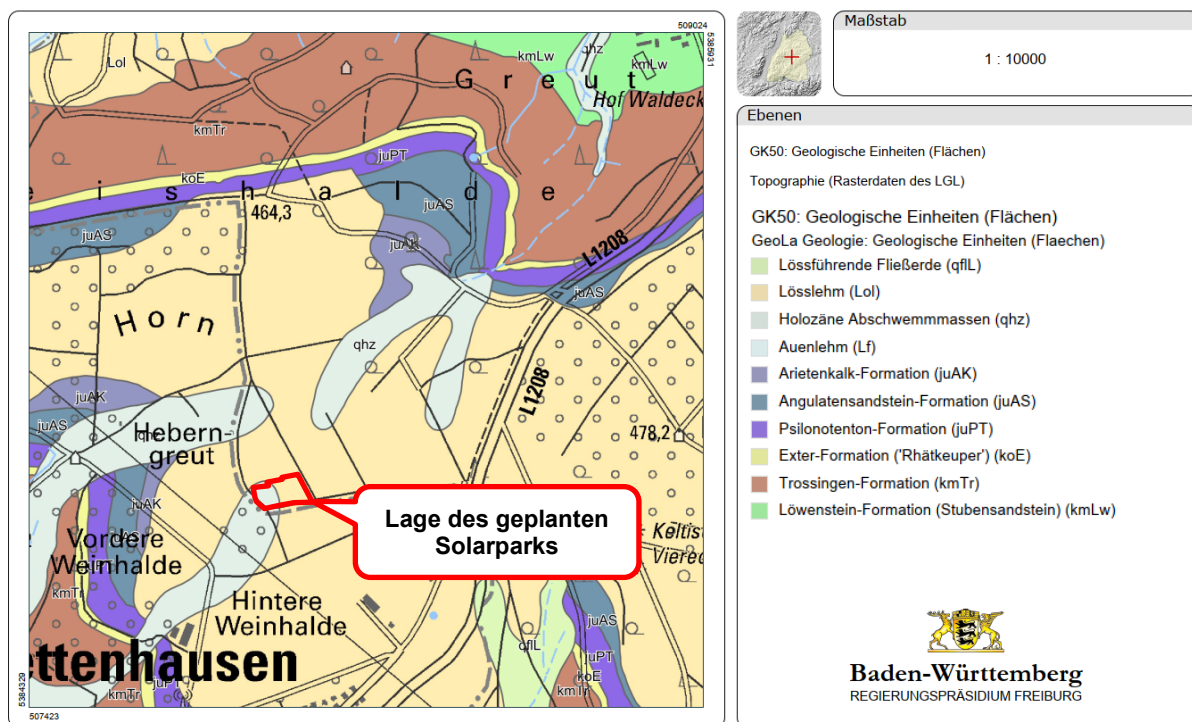 509024
5385931
Lol
kmLw
qhz
kmLw
G r e u t
Hof Waldeck
kmTr
juPT
koE
e i s h a l d e
464,3
juAS
juAS
juAK
L1208
juAS
H o r n
qhz
L1208
juAK
juAS
Hebern-
qhz
greut
478,2
juAK
Lage des geplanten
Solarparks
Vordere
juAS
Weinhalde
kmTr
Keltis
Vierec
Hintere
Weinhalde
juAS
qflL
juPT
koE
kmTr
ettenhausen
juPT
kmTr
5384329
507423
Maßstab
1 : 10000
Ebenen
GK50: Geologische Einheiten (Flächen)
Topographie (Rasterdaten des LGL)
GK50: Geologische Einheiten (Flächen)
GeoLa Geologie: Geologische Einheiten (Flaechen)
Lössführende Fließerde (qflL)
Lösslehm (Lol)
Holozäne Abschwemmmassen (qhz)
Auenlehm (Lf)
Arietenkalk-Formation (juAK)
Angulatensandstein-Formation (juAS)
Psilonotenton-Formation (juPT)
Exter-Formation ('Rhätkeuper') (koE)
Trossingen-Formation (kmTr)
Löwenstein-Formation (Stubensandstein) (kmLw)
Baden-Württemberg
REGIERUNGSPRÄSIDIUM FREIBURG